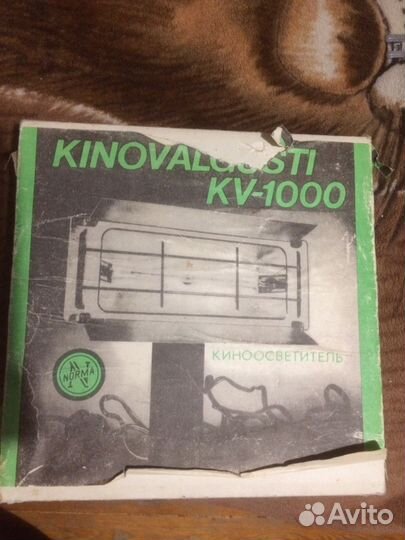 KINOVALGUSTI
KV-1000
КИНООСВЕТИТЕЛЬ
N
NORMA
Avito